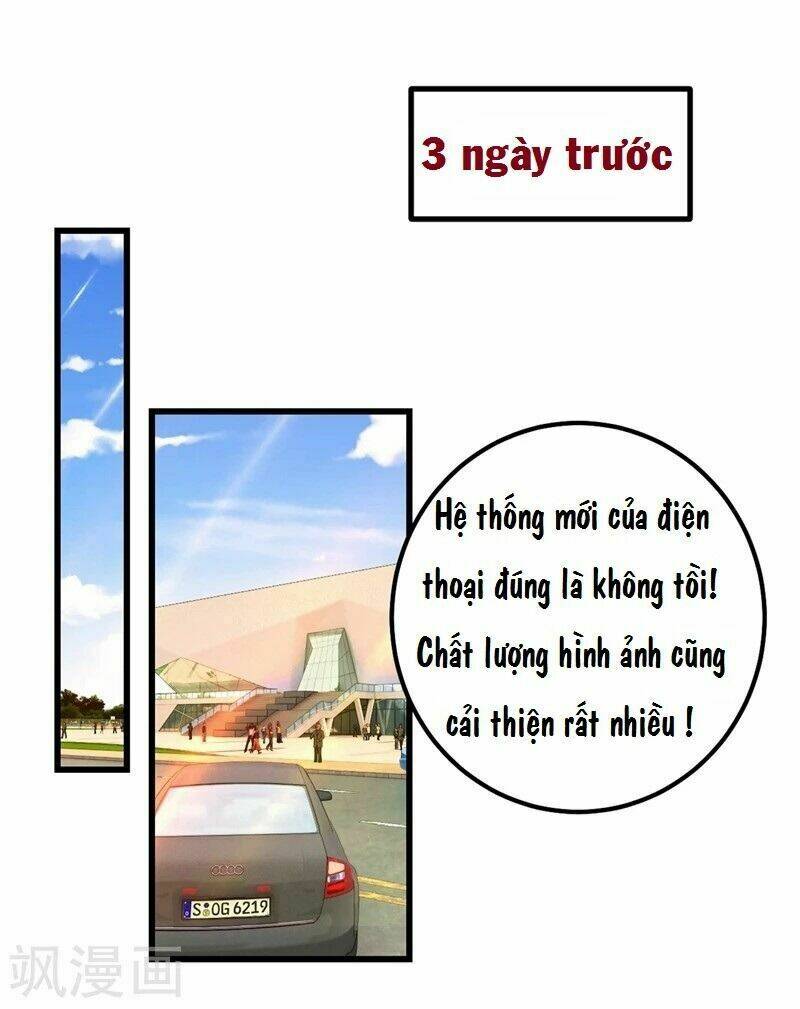 3 ngày trước
Hệ thống mới của điện
thoại đúng là không tồi!
Chất lượng hình ảnh cũng
cải thiện rất nhiều !
S OG 6219
飒漫画